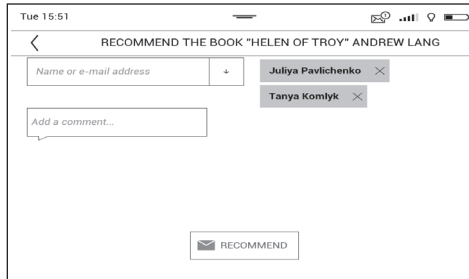 Tue 15:51
RECOMMEND THE BOOK "HELEN OF TROY" ANDREW LANG
Name or e-mail address
Juliya Pavlichenko
Tanya Komlyk
Add a comment...
RECOMMEND